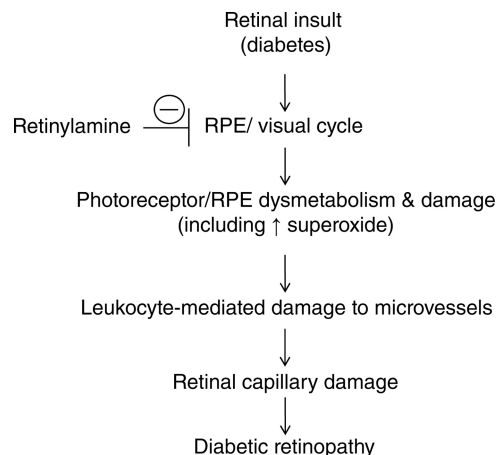 Retinal insult
(diabetes)
Retinylamine
RPE/ visual cycle
Photoreceptor/RPE dysmetabolism & damage
(including ↑ superoxide)
Leukocyte-mediated damage to microvessels
Retinal capillary damage
Diabetic retinopathy